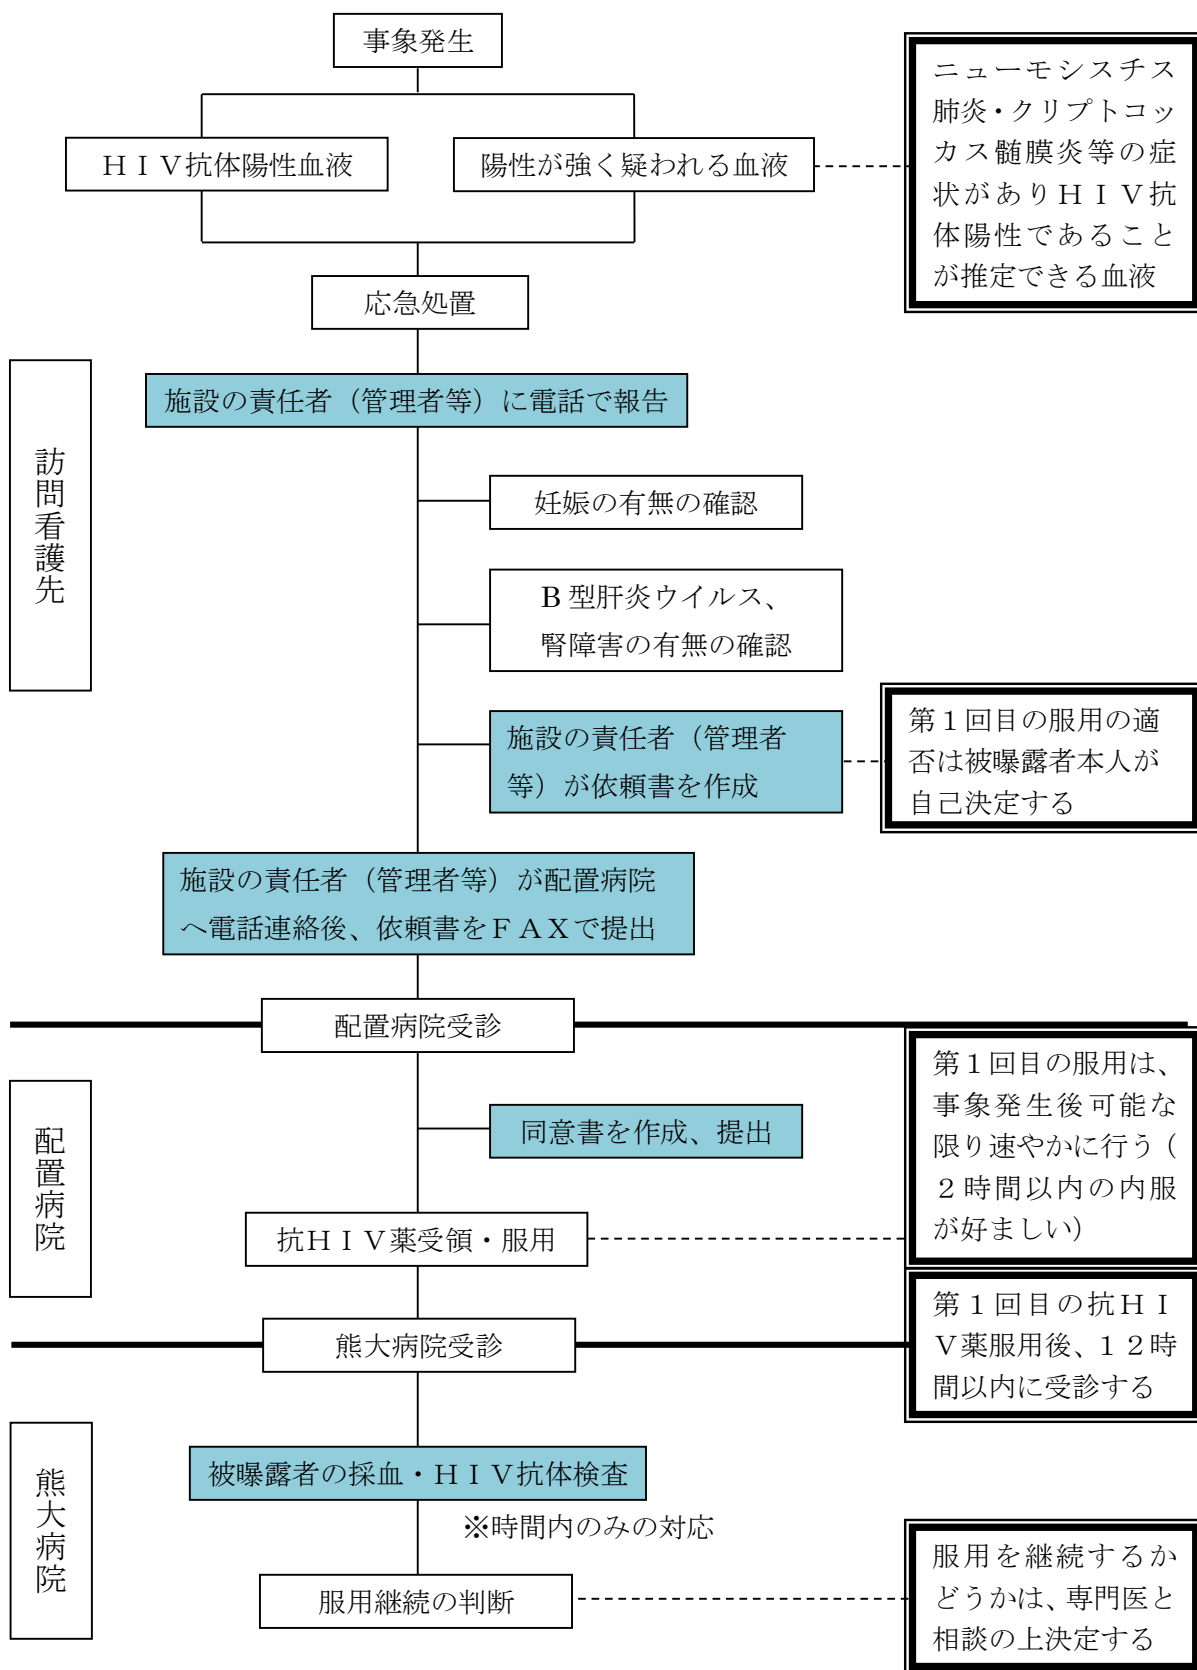 事象発生
ニューモシスチス
肺炎・クリプトコッ
カス髄膜炎等の症
状がありＨＩＶ抗
体陽性であること
が推定できる血液
ＨＩＶ抗体陽性血液
陽性が強く疑われる血液
応急処置
訪問看護先
施設の責任者（管理者等）に電話で報告
妊娠の有無の確認
B 型肝炎ウイルス、
腎障害の有無の確認
施設の責任者（管理者
等）が依頼書を作成
第１回目の服用の適
否は被曝露者本人が
自己決定する
施設の責任者（管理者等）が配置病院
へ電話連絡後、依頼書をＦＡＸで提出
配置病院受診
配置病院
同意書を作成、提出
第１回目の服用は、
事象発生後可能な
限り速やかに行う（
２時間以内の内服
が好ましい）
抗ＨＩＶ薬受領・服用
熊大病院受診
第１回目の抗ＨＩ
Ｖ薬服用後、１２時
間以内に受診する
熊大病院
被曝露者の採血・ＨＩＶ抗体検査
※時間内のみの対応
服用継続の判断
服用を継続するか
どうかは、専門医と
相談の上決定する